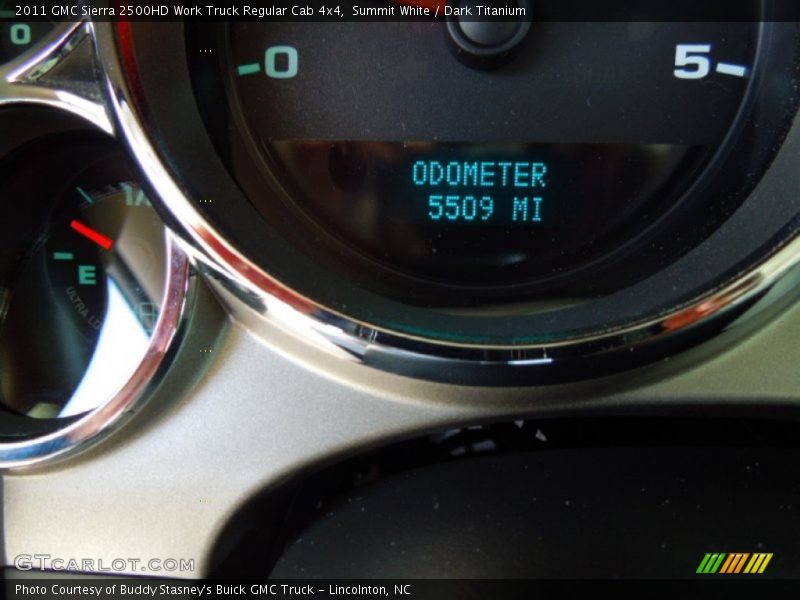 2011 GMC Sierra 2500HD Work Truck Regular Cab 4x4,  Summit White / Dark Titanium
0
0
5
ODOMETER
5509 MI
E
GTCARLOT.COM
Photo Courtesy of Buddy Stasney's Buick GMC Truck - Lincolnton, NC